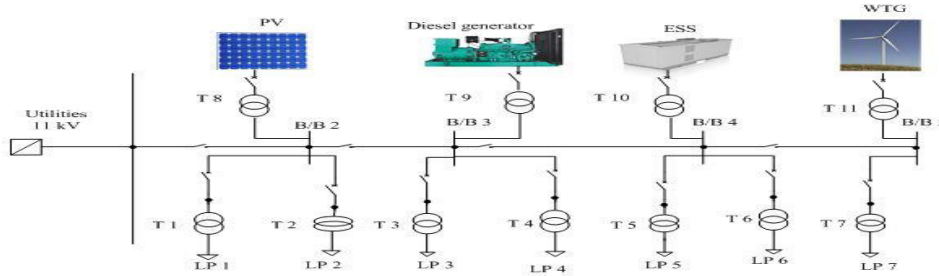 PV
Diesel generator
ESS
WTG
T 8
T 9
T 10
T 11
Utilities
11 kV
B/B 2
B/B 3
B/B 4
B/B 5
T 1
T 2
T 3
T 4
T 5
T 6
T 7
LP 1
LP 2
LP 3
LP 4
LP 5
LP 6
LP 7